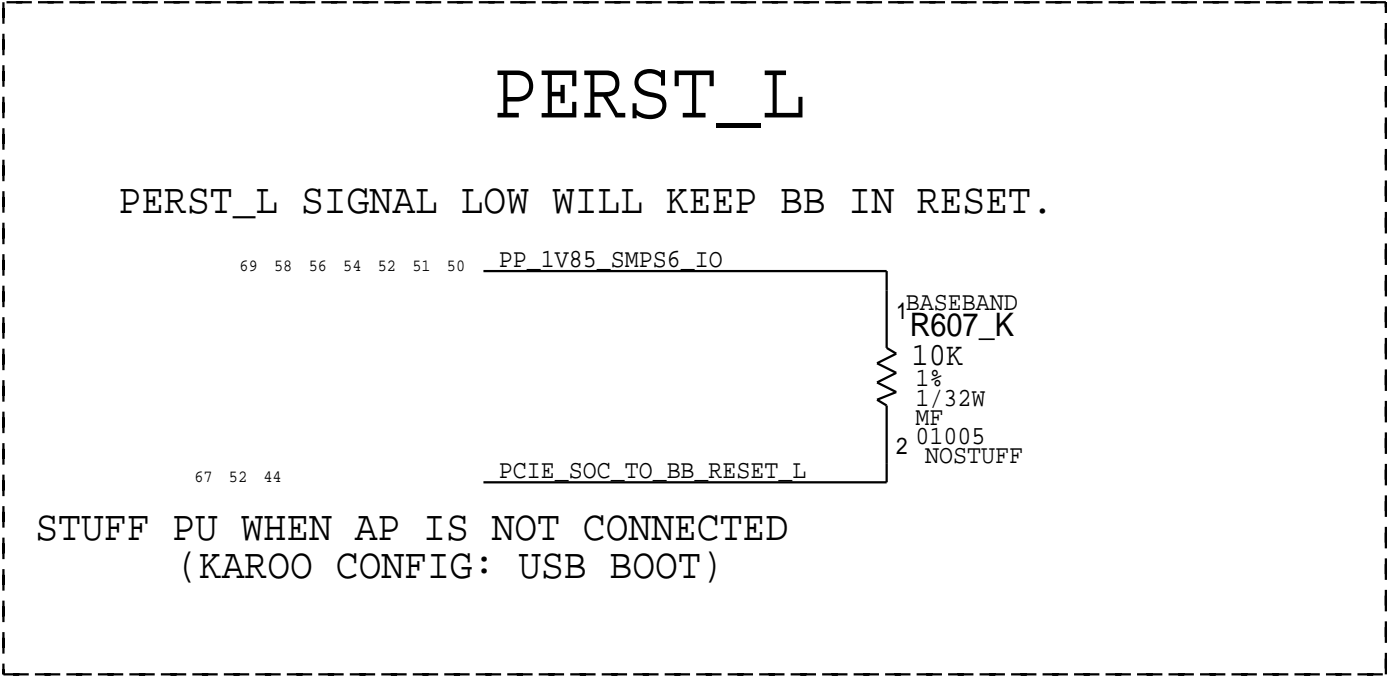 PERST_L
PERST_L SIGNAL LOW WILL KEEP BB IN RESET.
69 58 56 54 52 51 50 PP_1V85_SMPS6_IO
1 BASEBAND
R607_K
10K
1%
1/32W
MF
2 01005
NOSTUFF
67 52 44 PCIE_SOC_TO_BB_RESET_L
STUFF PU WHEN AP IS NOT CONNECTED
(KAROO CONFIG: USB BOOT)